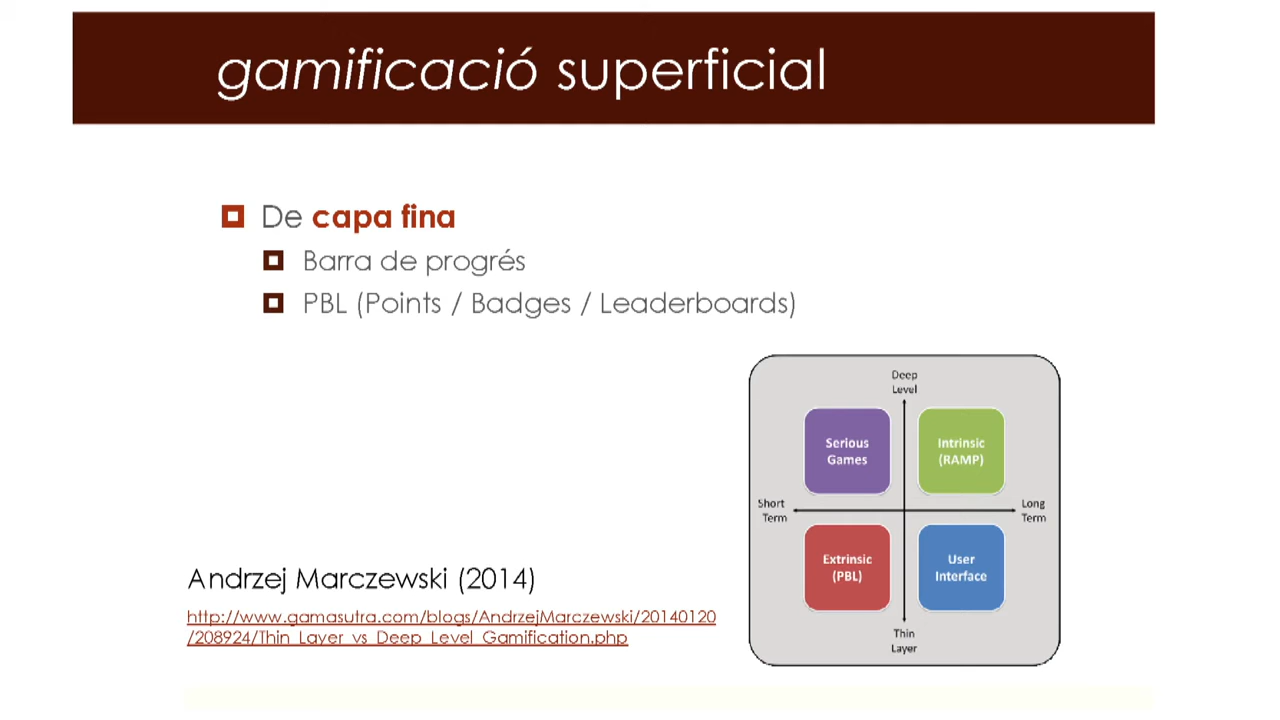 gamificació superficial
De capa fina
Barra de progrés
PBL (Points / Badges / Leaderboards)
Deep
Level
Serious
Games
Intrinsic
(RAMP)
Short
Term
Long
Term
Extrinsic
(PBL)
User
Interface
Thin
Layer
Andrzej Marczewski (2014)
http://www.gamasutra.com/blogs/AndrzejMarczewski/20140120
/208924/Thin_Layer_vs_Deep_Level_Gamification.php